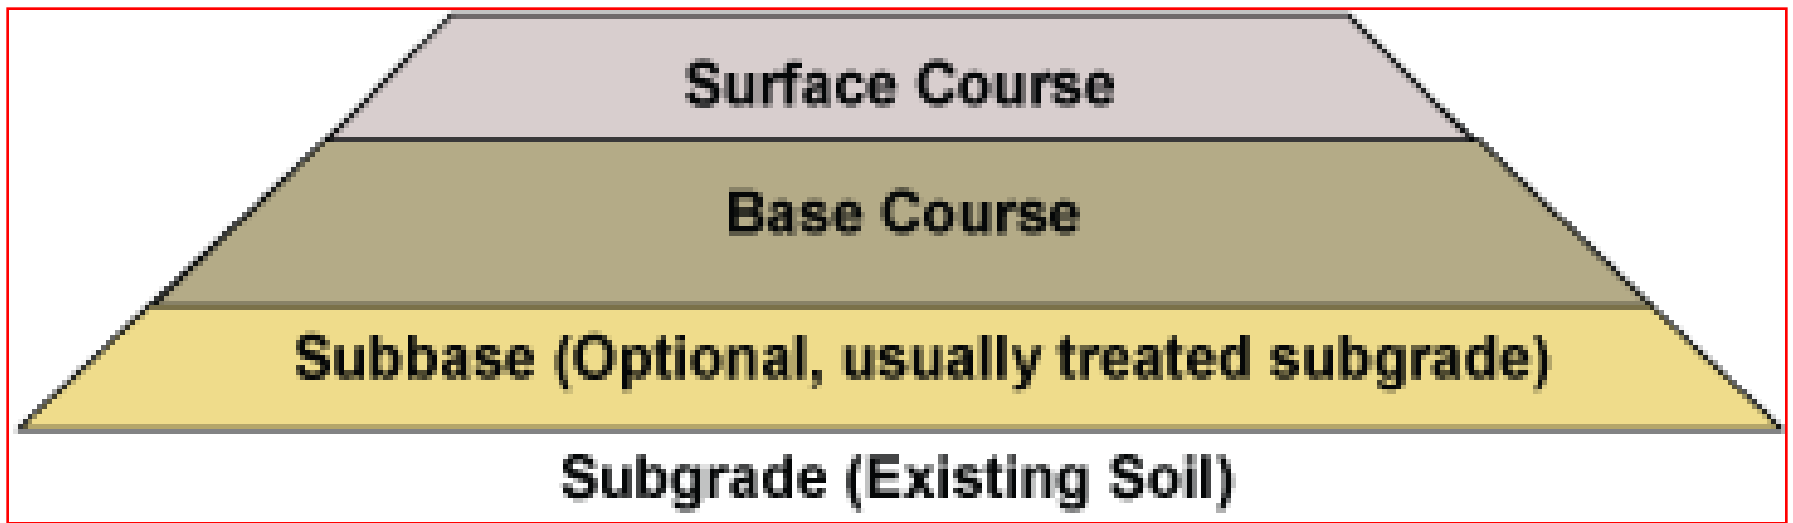 Surface Course
Base Course
Subbase (Optional, usually treated subgrade)
Subgrade (Existing Soil)